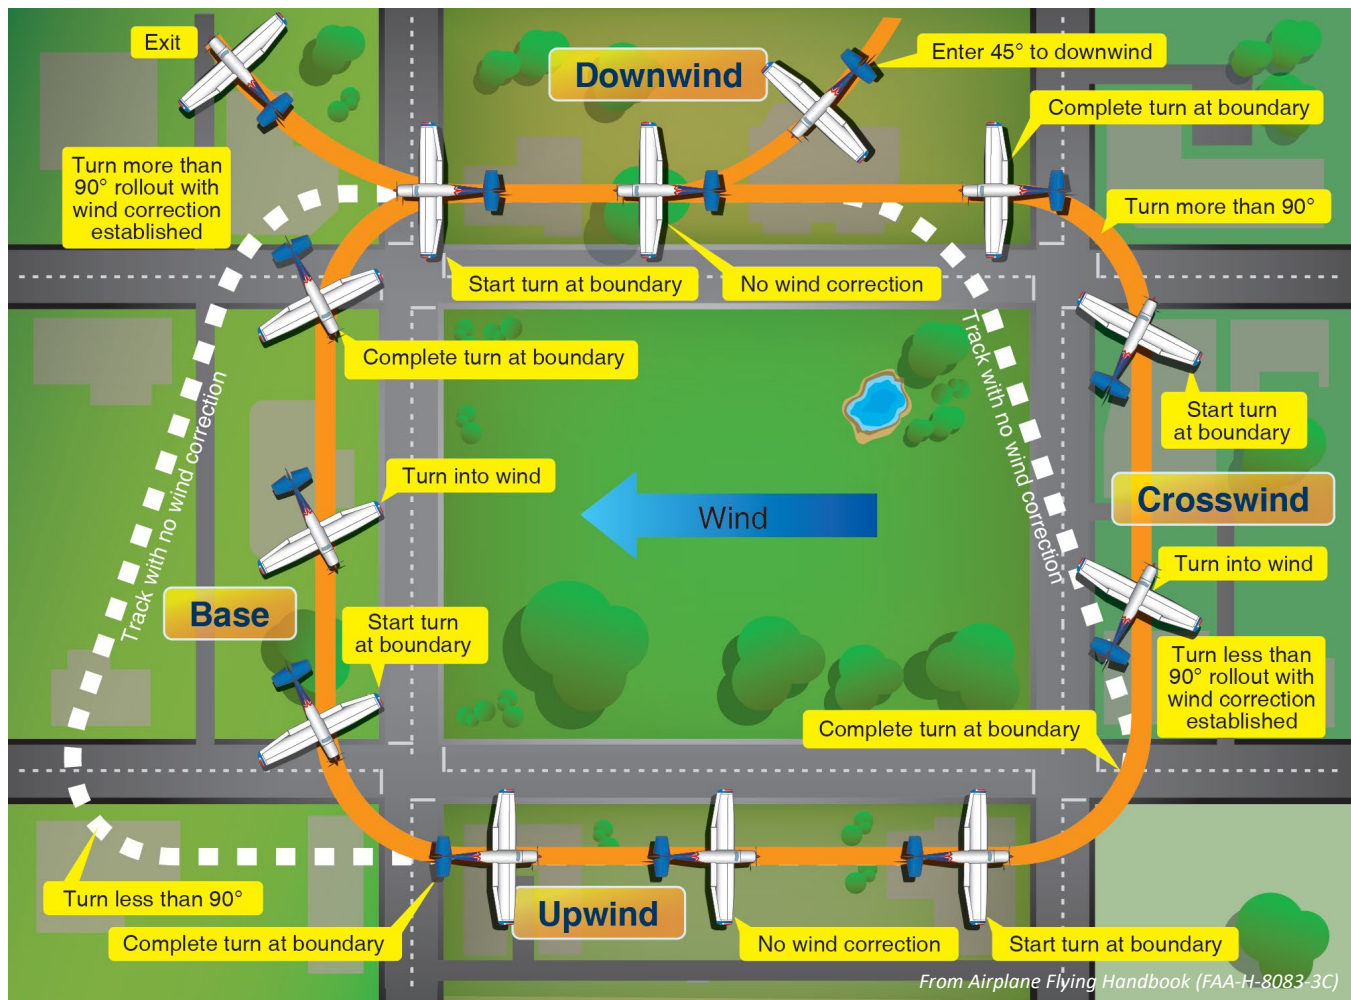 Exit
Downwind
Enter 45° to downwind
Complete turn at boundary
Turn more than
90° rollout with
wind correction
established
Turn more than 90°
Start turn at boundary
No wind correction
Complete turn at boundary
Track with no wind correction
Track with no wind correction
Start turn
at boundary
Turn into wind
Crosswind
Wind
Turn into wind
Base
Start turn
at boundary
Turn less than
90° rollout with
wind correction
established
Complete turn at boundary
Turn less than 90°
Upwind
Complete turn at boundary
No wind correction
Start turn at boundary
From Airplane Flying Handbook (FAA-H-8083-3C)